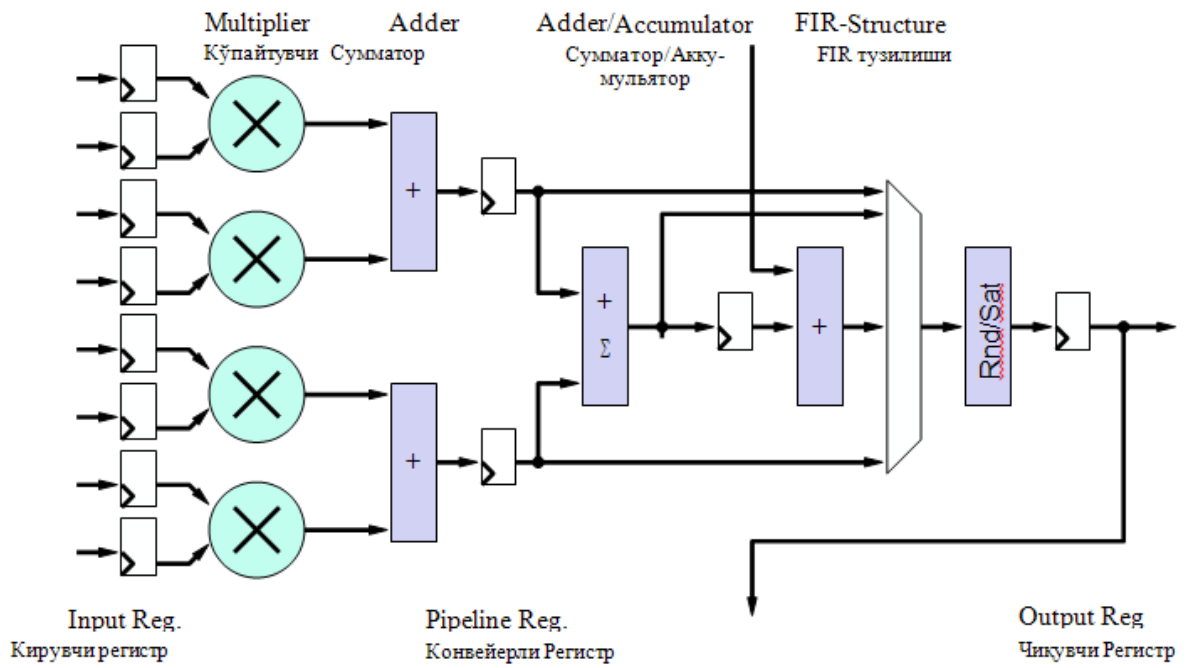 Multiplier
Кўпайтувчи
Adder
Сумматор
Adder/Accumulator
Сумматор/Акку-
мульятор
FIR-Structure
FIR тузилиши
+
+
+
Σ
+
Rnd/Sat
Input Reg.
Кирувчи регистр
Pipeline Reg.
Конвейерли Регистр
Output Reg
Чикувчи Регистр